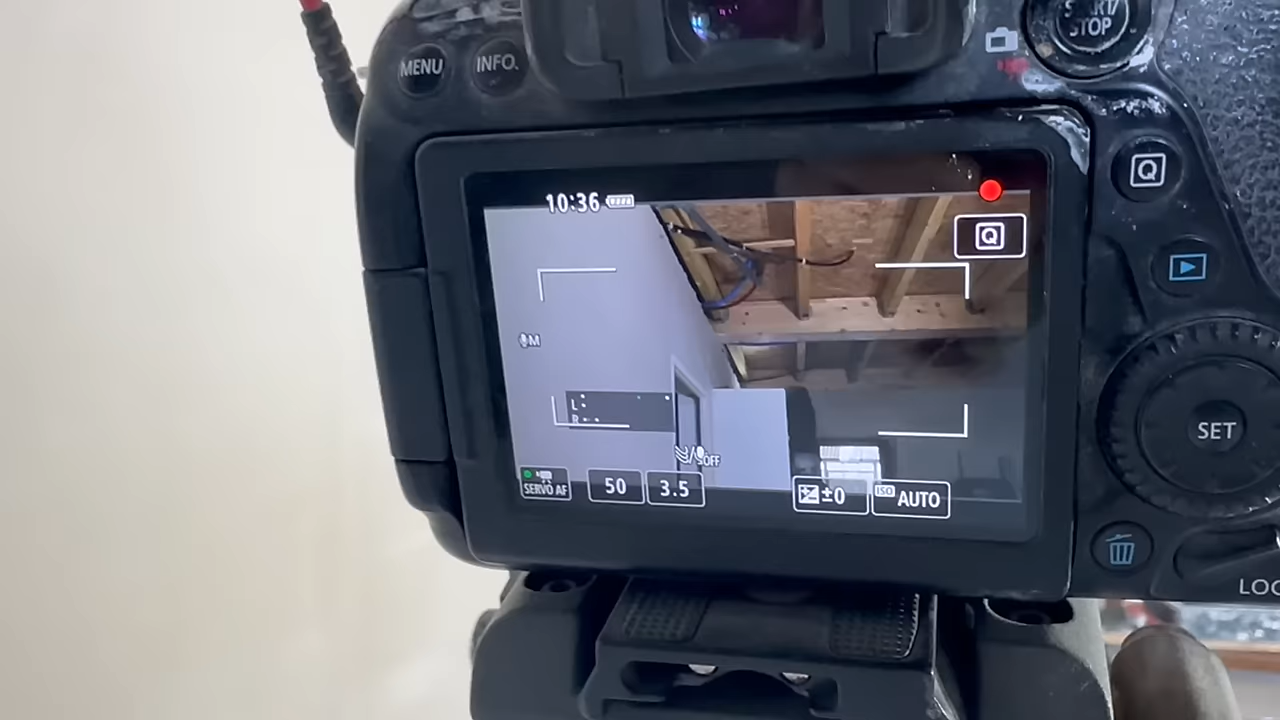 START/
STOP
MENU
INFO.
Q
10:36
Q
M
L
R
OFF
SERVO AF
50
3.5
±0
ISO
AUTO
SET
LOC